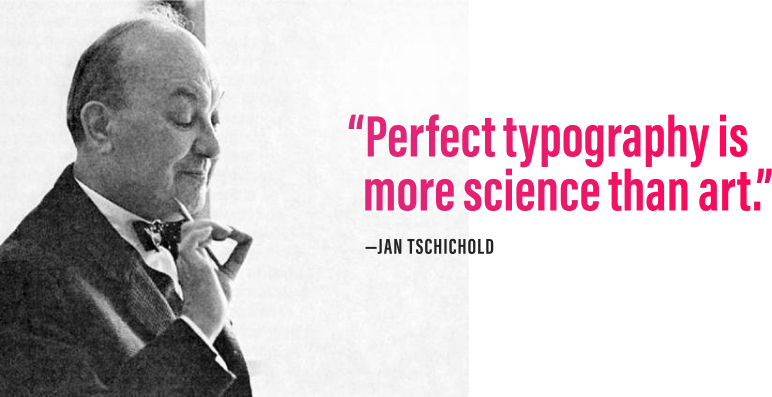 “Perfect typography is
more science than art.”
—JAN TSCHICHOLD